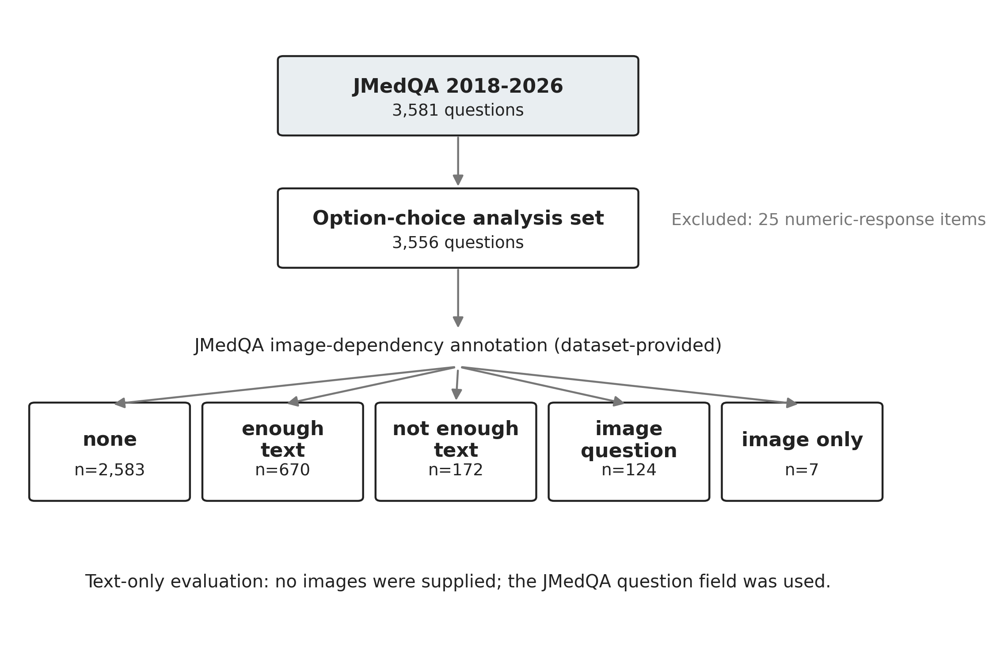 JMedQA 2018-2026
3,581 questions
Option-choice analysis set
3,556 questions
Excluded: 25 numeric-response items
JMedQA image-dependency annotation (dataset-provided)
none
n=2,583
enough
text
n=670
not enough
text
n=172
image
question
n=124
image only
n=7
Text-only evaluation: no images were supplied; the JMedQA question field was used.